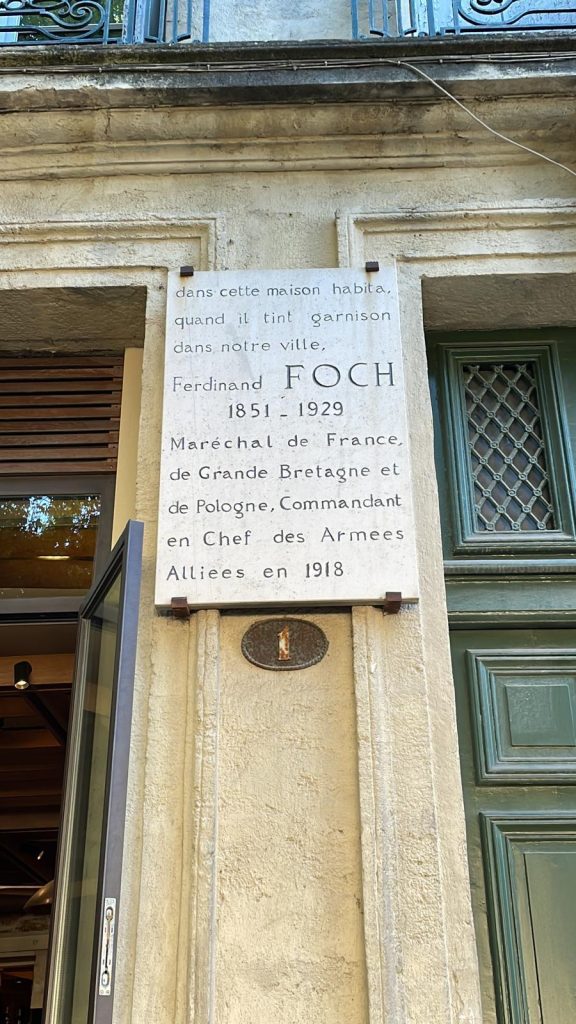 dans cette maison habita,
quand il tint garnison
dans notre ville,
Ferdinand FOCH
1851 - 1929
Maréchal de France,
de Grande Bretagne et
de Pologne, Commandant
en Chef des Armees
Alliées en 1918
1